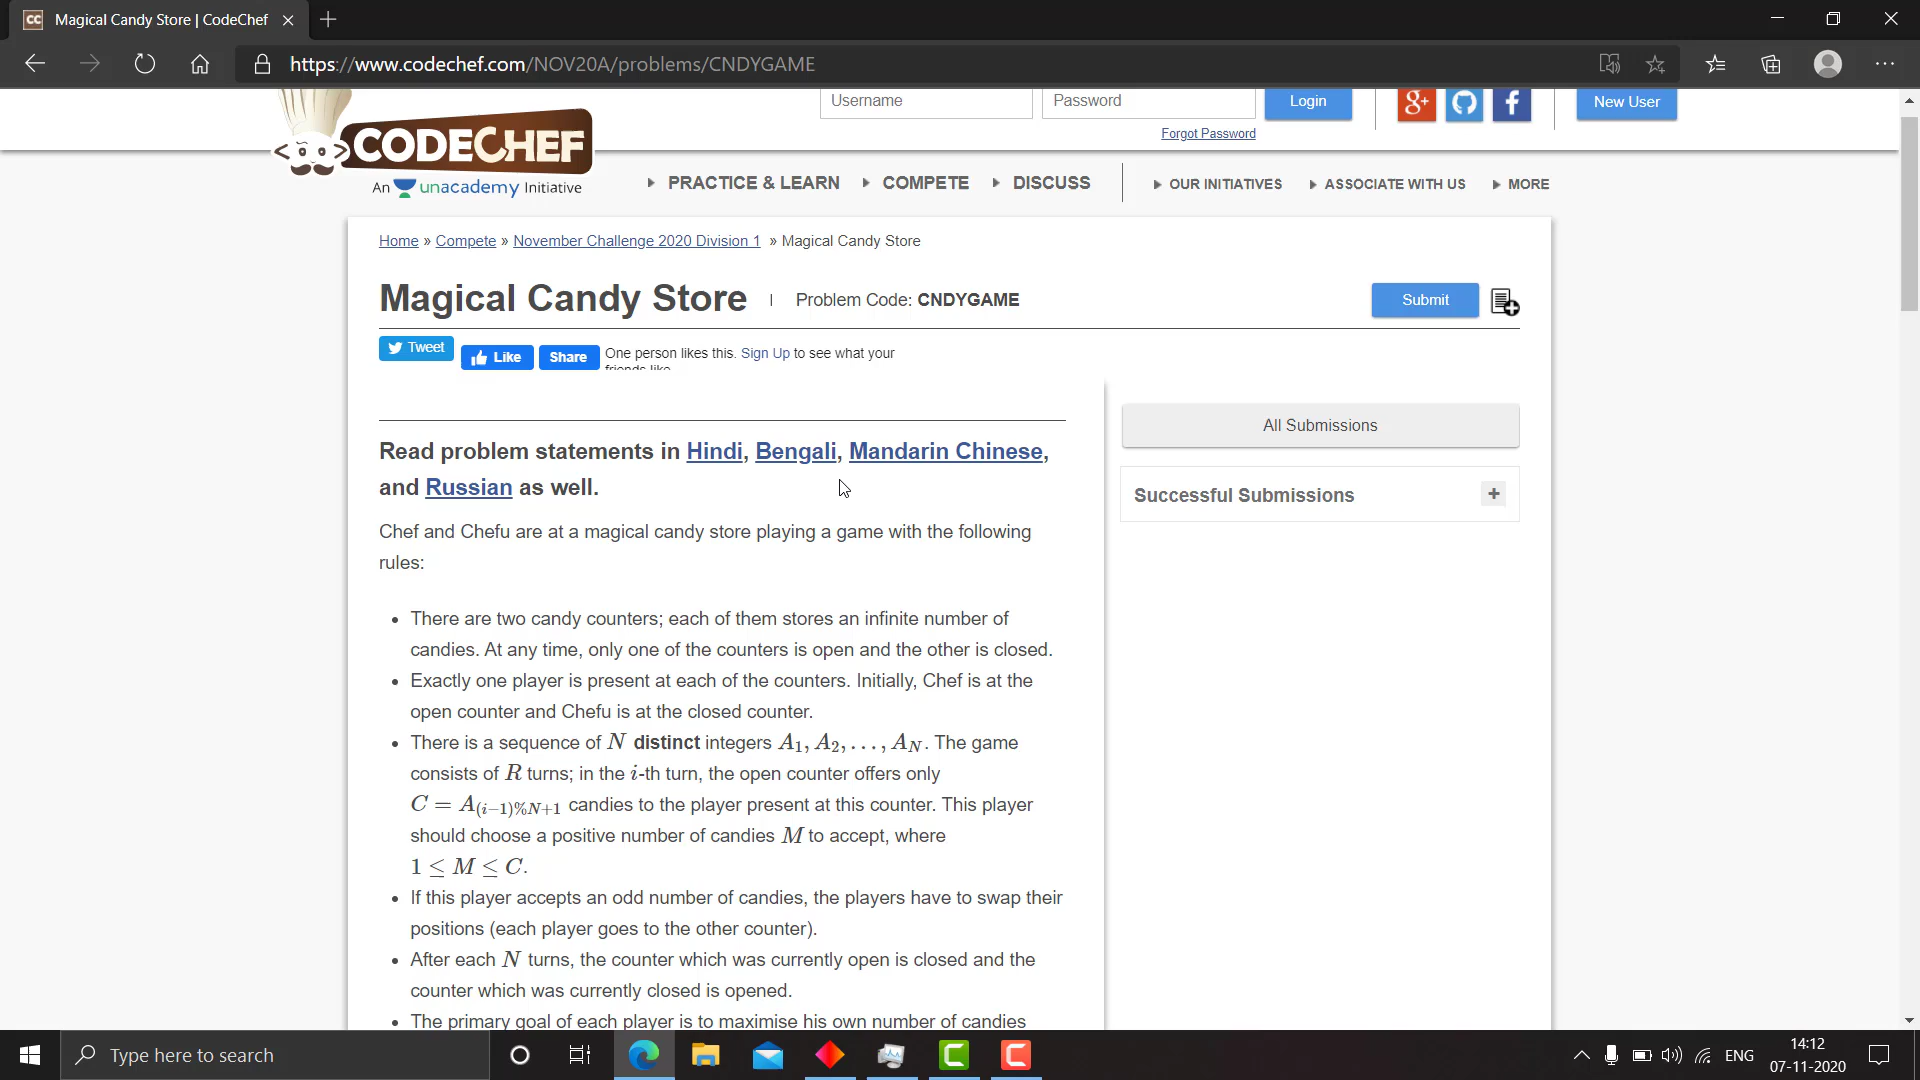 Magical Candy Store | CodeChef
https://www.codechef.com/NOV20A/problems/CNDYGAME
Username Password Login New User
Forgot Password
CODECHEF
An unacademy Initiative
PRACTICE & LEARN COMPETE DISCUSS OUR INITIATIVES ASSOCIATE WITH US MORE
Home » Compete » November Challenge 2020 Division 1 » Magical Candy Store
Magical Candy Store | Problem Code: CNDYGAME Submit
Tweet Like Share One person likes this. Sign Up to see what your
friends like.
All Submissions
Read problem statements in Hindi, Bengali, Mandarin Chinese,
and Russian as well.
Successful Submissions +
Chef and Chefu are at a magical candy store playing a game with the following
rules:
• There are two candy counters; each of them stores an infinite number of
candies. At any time, only one of the counters is open and the other is closed.
• Exactly one player is present at each of the counters. Initially, Chef is at the
open counter and Chefu is at the closed counter.
• There is a sequence of N distinct integers A1, A2, ..., AN. The game
consists of R turns; in the i-th turn, the open counter offers only
C = A(i−1)%N+1 candies to the player present at this counter. This player
should choose a positive number of candies M to accept, where
1 ≤ M ≤ C.
• If this player accepts an odd number of candies, the players have to swap their
positions (each player goes to the other counter).
• After each N turns, the counter which was currently open is closed and the
counter which was currently closed is opened.
• The primary goal of each player is to maximise his own number of candies
Type here to search
ENG
14:12
07-11-2020